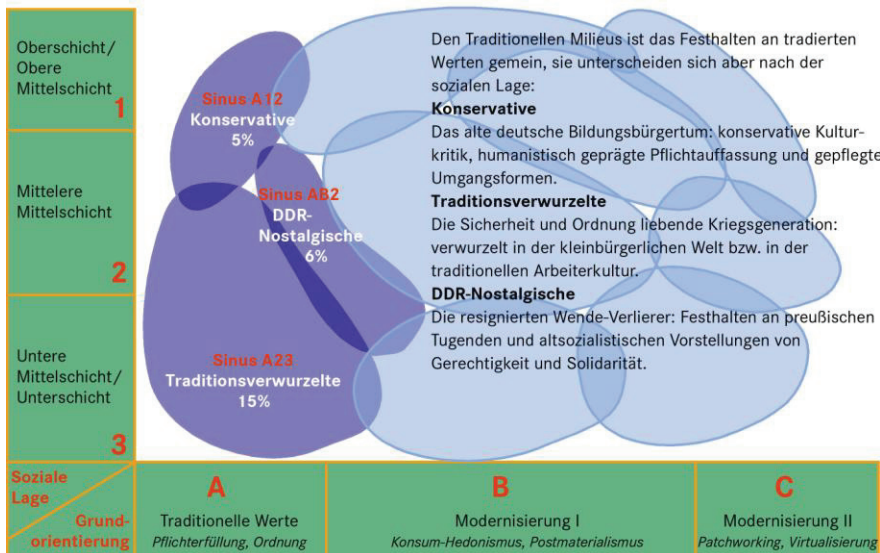 Oberschicht/
Obere
Mittelschicht
1
Mittelere
Mittelschicht
2
Untere
Mittelschicht/
Unterschicht
3
Sinus A12
Konservative
5%
Sinus AB2
DDR-
Nostalgische
6%
Sinus A23
Traditionsverwurzelte
15%
Den Traditionellen Milieus ist das Festhalten an tradierten
Werten gemein, sie unterscheiden sich aber nach der
sozialen Lage:
Konservative
Das alte deutsche Bildungsbürgertum: konservative Kultur-
kritik, humanistisch geprägte Pflichtauffassung und gepflegte
Umgangsformen.
Traditionsverwurzelte
Die Sicherheit und Ordnung liebende Kriegsgeneration:
verwurzelt in der kleinbürgerlichen Welt bzw. in der
traditionellen Arbeiterkultur.
DDR-Nostalgische
Die resignierten Wende-Verlierer: Festhalten an preußischen
Tugenden und altsozialistischen Vorstellungen von
Gerechtigkeit und Solidarität.
Soziale
Lage
Grund-
orientierung
A
Traditionelle Werte
Pflichterfüllung, Ordnung
B
Modernisierung I
Konsum-Hedonismus, Postmaterialismus
C
Modernisierung II
Patchworking, Virtualisierung